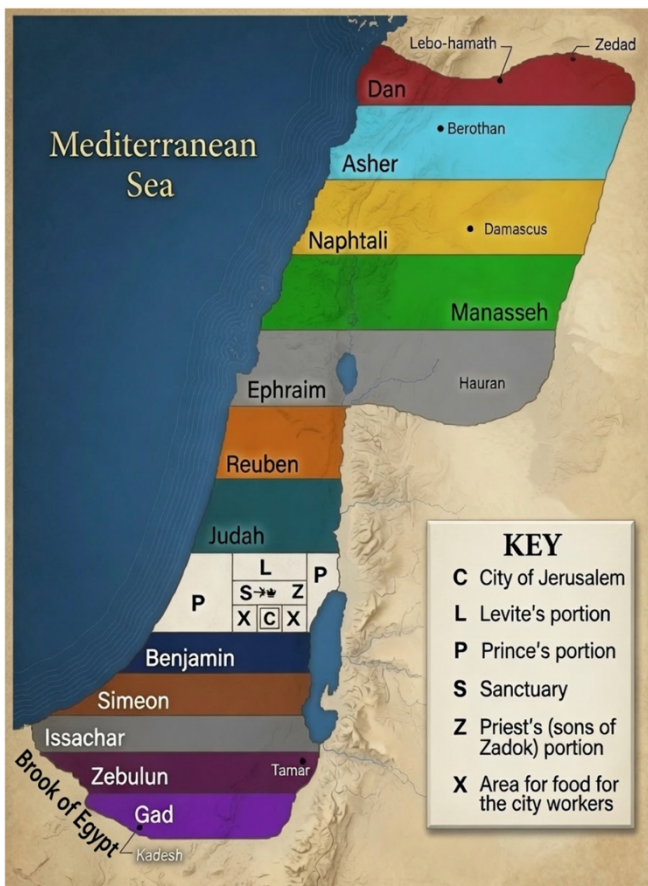 Lebo-hamath
Zedad
Dan
Berothan
Mediterranean
Sea
Asher
Naphtali
Damascus
Manasseh
Ephraim
Hauran
Reuben
Judah
L
P
P
S
Z
X
C
X
Benjamin
Simeon
Issachar
Zebulun
Tamar
Gad
Brook of Egypt
Kadesh
KEY
C City of Jerusalem
L Levite's portion
P Prince's portion
S Sanctuary
Z Priest's (sons of
Zadok) portion
X Area for food for
the city workers